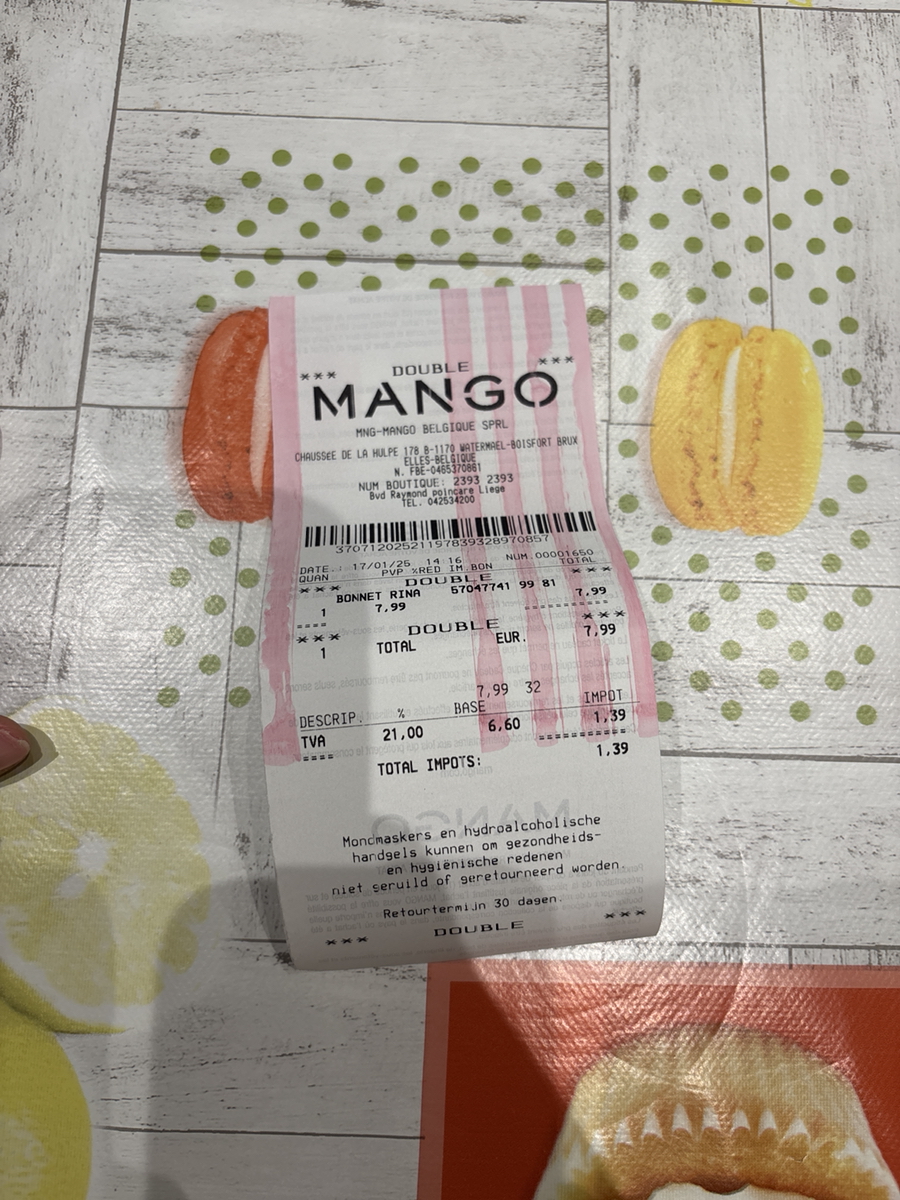 *** DOUBLE ***
MANGO
MNG-MANGO BELGIQUE SPRL
CHAUSSéE DE LA HULPE 178 B-1170 WATERMAEL-BOISFORT BRUX
ELLES-BELGIQUE
N. FBE-0465370861
NUM BOUTIQUE: 2393 2393
Bvd Raymond poincare Liege
TEL. 042534200
37071202521197839328970857
DATE.: 17/01/25 14 16 NUM.00001650
QUAN PVP %RED IM.BON TOTAL
*** DOUBLE ***
BONNET RINA 57047741 99 81
1 7,99 7,99
==== ==========
*** DOUBLE ***
1 TOTAL EUR. 7,99
7,99 32
DESCRIP. % BASE IMPOT
TVA 21,00 6,60 1,39
==== ==========
TOTAL IMPOTS: 1,39
Mondmaskers en hydroalcoholische
handgels kunnen om gezondheids-
en hygiënische redenen
niet geruild of geretourneerd worden.
Retourtermijn 30 dagen.
*** DOUBLE ***